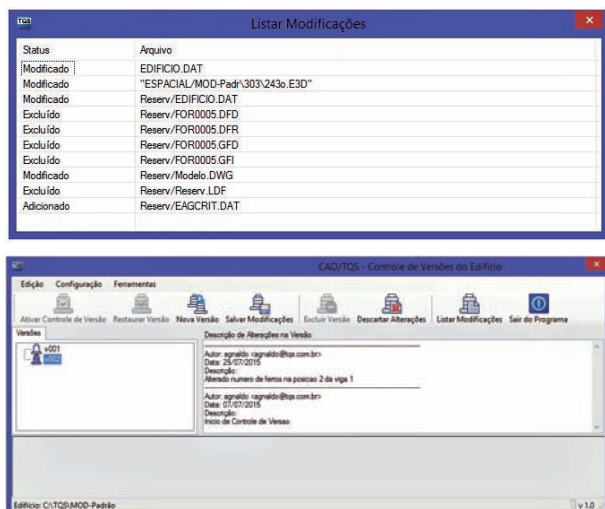 TQS
Listar Modificações
Status Arquivo
Modificado EDIFICIO.DAT
Modificado "ESPACIAL/MOD-Padr\303\243o.E3D"
Modificado Reserv/EDIFICIO.DAT
Excluído Reserv/FOR0005.DFD
Excluído Reserv/FOR0005.DFR
Excluído Reserv/FOR0005.GFD
Excluído Reserv/FOR0005.GFI
Modificado Reserv/Modelo.DWG
Excluído Reserv/Reserv.LDF
Adicionado Reserv/EAGCRIT.DAT
TQS
CAD/TQS - Controle de Versões do Edifício
Edição Configuração Ferramentas
Ativar Controle de Versão Restaurar Versão Nova Versão Salvar Modificações Excluir Versão Descartar Alterações Listar Modificações Sair do Programa
Versões
v001
v002
Descrição de Alterações na Versão:
Autor: agnaldo <agnaldo@tqs.com.br>
Data: 29/07/2015
Descrição:
Alterado numero de ferros na posicao 2 da viga 1
Autor: agnaldo <agnaldo@tqs.com.br>
Data: 07/07/2015
Descrição:
Inicio de Controle de Versao
Edifício: C:\TQS\MOD-Padrão
v 1.0